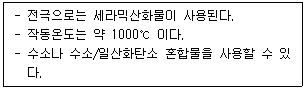 - 전극으로는 세라믹산화물이 사용된다.
- 작동온도는 약 1000℃ 이다.
- 수소나 수소/일산화탄소 혼합물을 사용할 수 있
다.